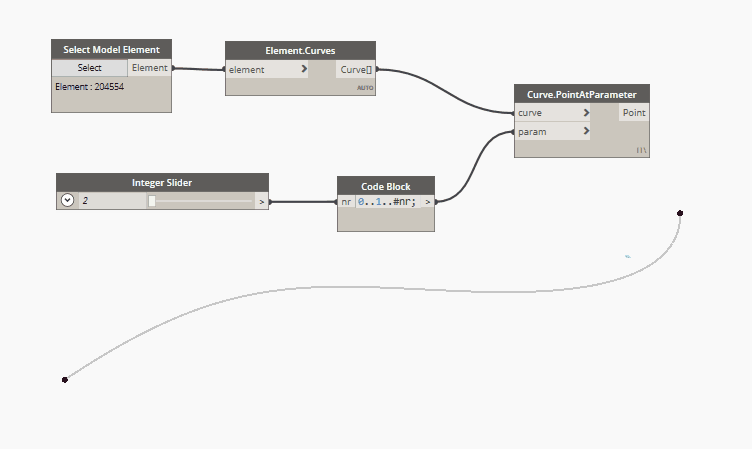 Select Model Element
Select
Element
Element : 204554
Element.Curves
element
>
Curve[]
AUTO
Curve.PointAtParameter
curve
>
Point
param
>
Integer Slider
2
>
Code Block
nr
0..1..#nr;
>